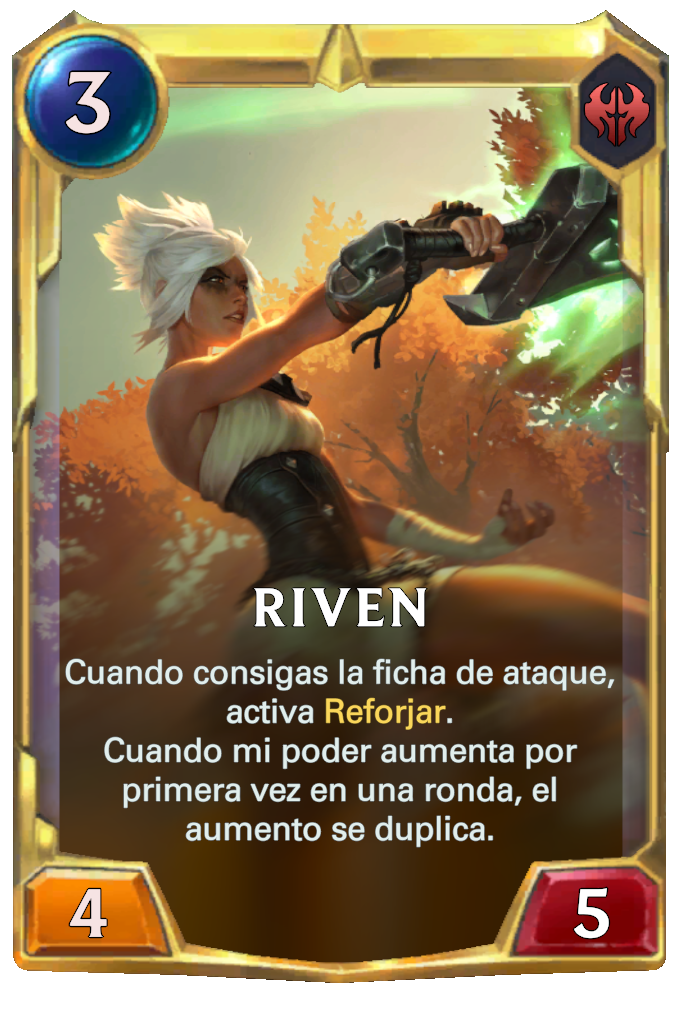 3
RIVEN
Cuando consigas la ficha de ataque,
activa Reforjar.
Cuando mi poder aumenta por
primera vez en una ronda, el
aumento se duplica.
4
5